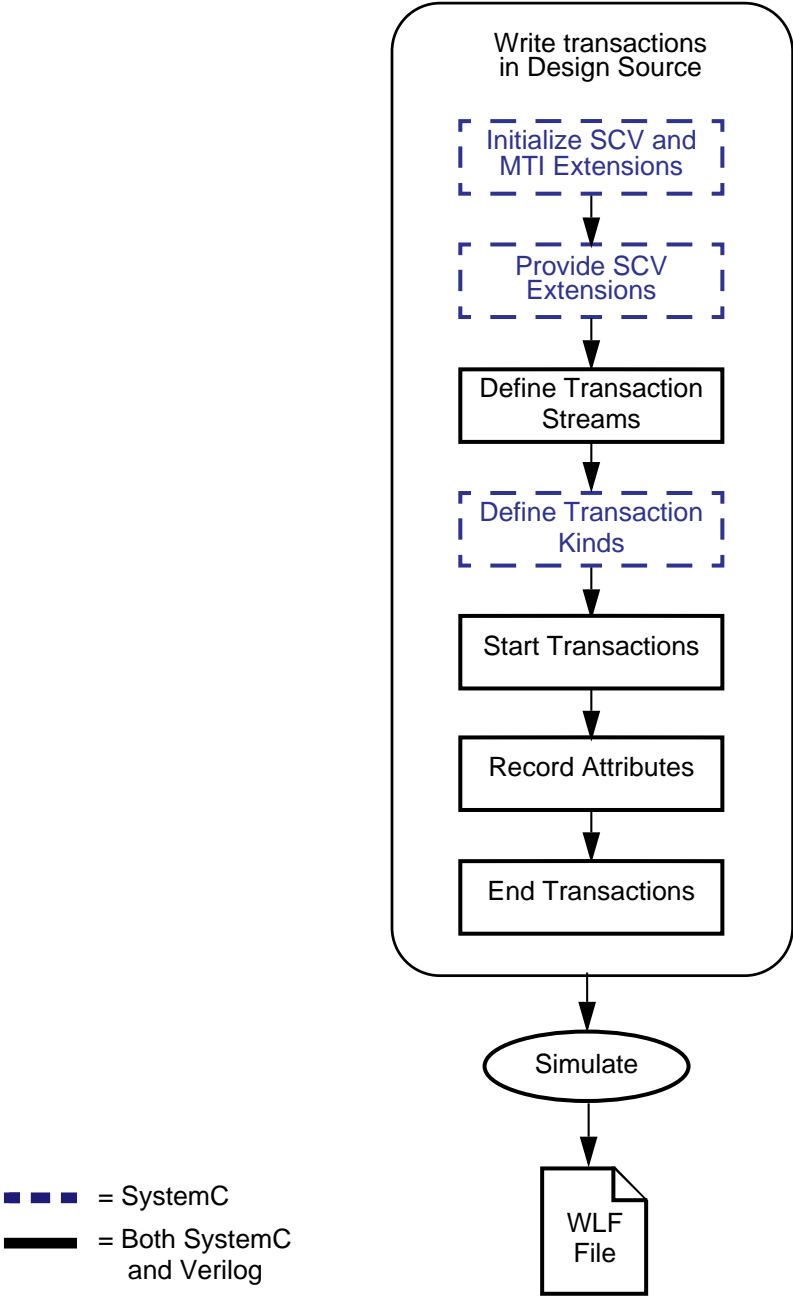 Write transactions
in Design Source
Initialize SCV and
MTI Extensions
Provide SCV
Extensions
Define Transaction
Streams
Define Transaction
Kinds
Start Transactions
Record Attributes
End Transactions
Simulate
WLF
File
= SystemC
= Both SystemC
and Verilog